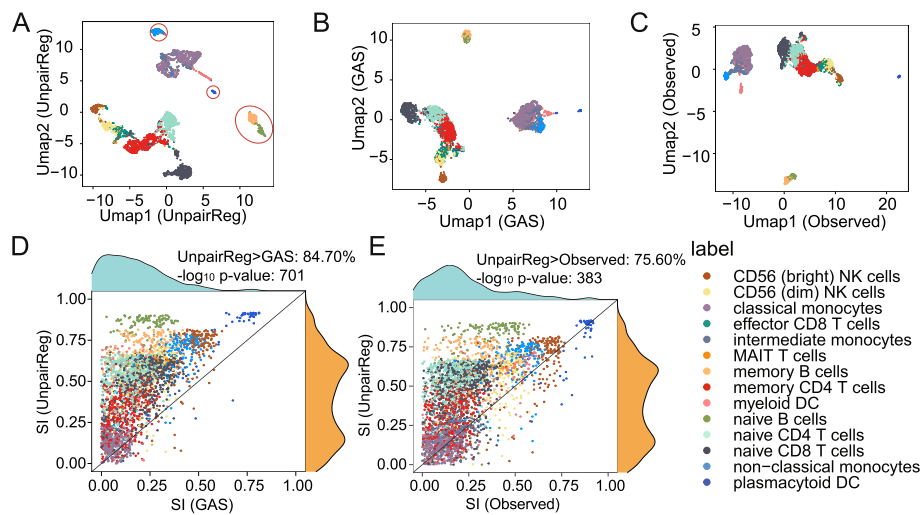 A
B
C
10
5
0
−5
−10
Umap2 (UnpairReg)
−10
−5
0
5
10
Umap1 (UnpairReg)
10
5
0
−5
Umap2 (GAS)
−5
0
5
10
Umap1 (GAS)
5
0
−5
−10
Umap2 (Observed)
−10
0
10
20
Umap1 (Observed)
D
UnpairReg>GAS: 84.70%
-log10 p-value: 701
1.00
0.75
0.50
0.25
0.00
SI (UnpairReg)
0.00
0.25
0.50
0.75
1.00
SI (GAS)
E
UnpairReg>Observed: 75.60%
-log10 p-value: 383
1.00
0.75
0.50
0.25
0.00
SI (UnpairReg)
0.00
0.25
0.50
0.75
1.00
SI (Observed)
label
CD56 (bright) NK cells
CD56 (dim) NK cells
classical monocytes
effector CD8 T cells
intermediate monocytes
MAIT T cells
memory B cells
memory CD4 T cells
myeloid DC
naive B cells
naive CD4 T cells
naive CD8 T cells
non−classical monocytes
plasmacytoid DC